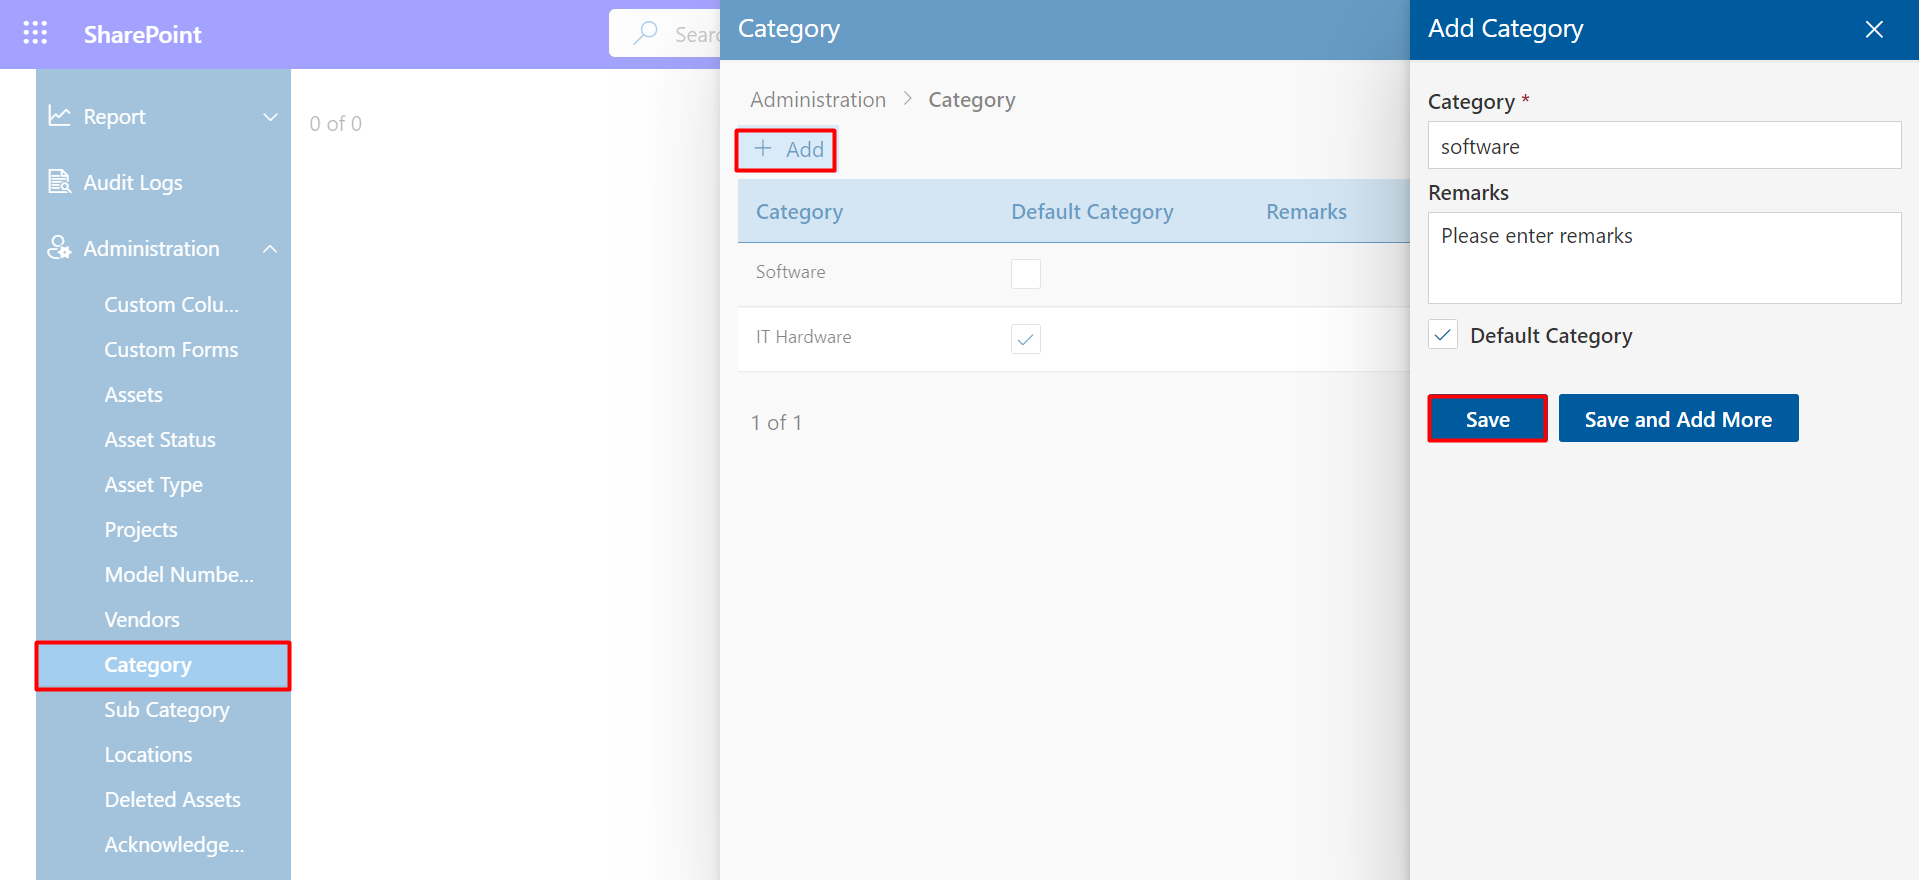 SharePoint
Sear
Report
Audit Logs
Administration
Custom Colu...
Custom Forms
Assets
Asset Status
Asset Type
Projects
Model Numbe...
Vendors
Category
Sub Category
Locations
Deleted Assets
Acknowledge...
0 of 0
Category
Administration > Category
+ Add
Category Default Category Remarks
Software
IT Hardware
1 of 1
Add Category
Category *
software
Remarks
Please enter remarks
Default Category
Save Save and Add More